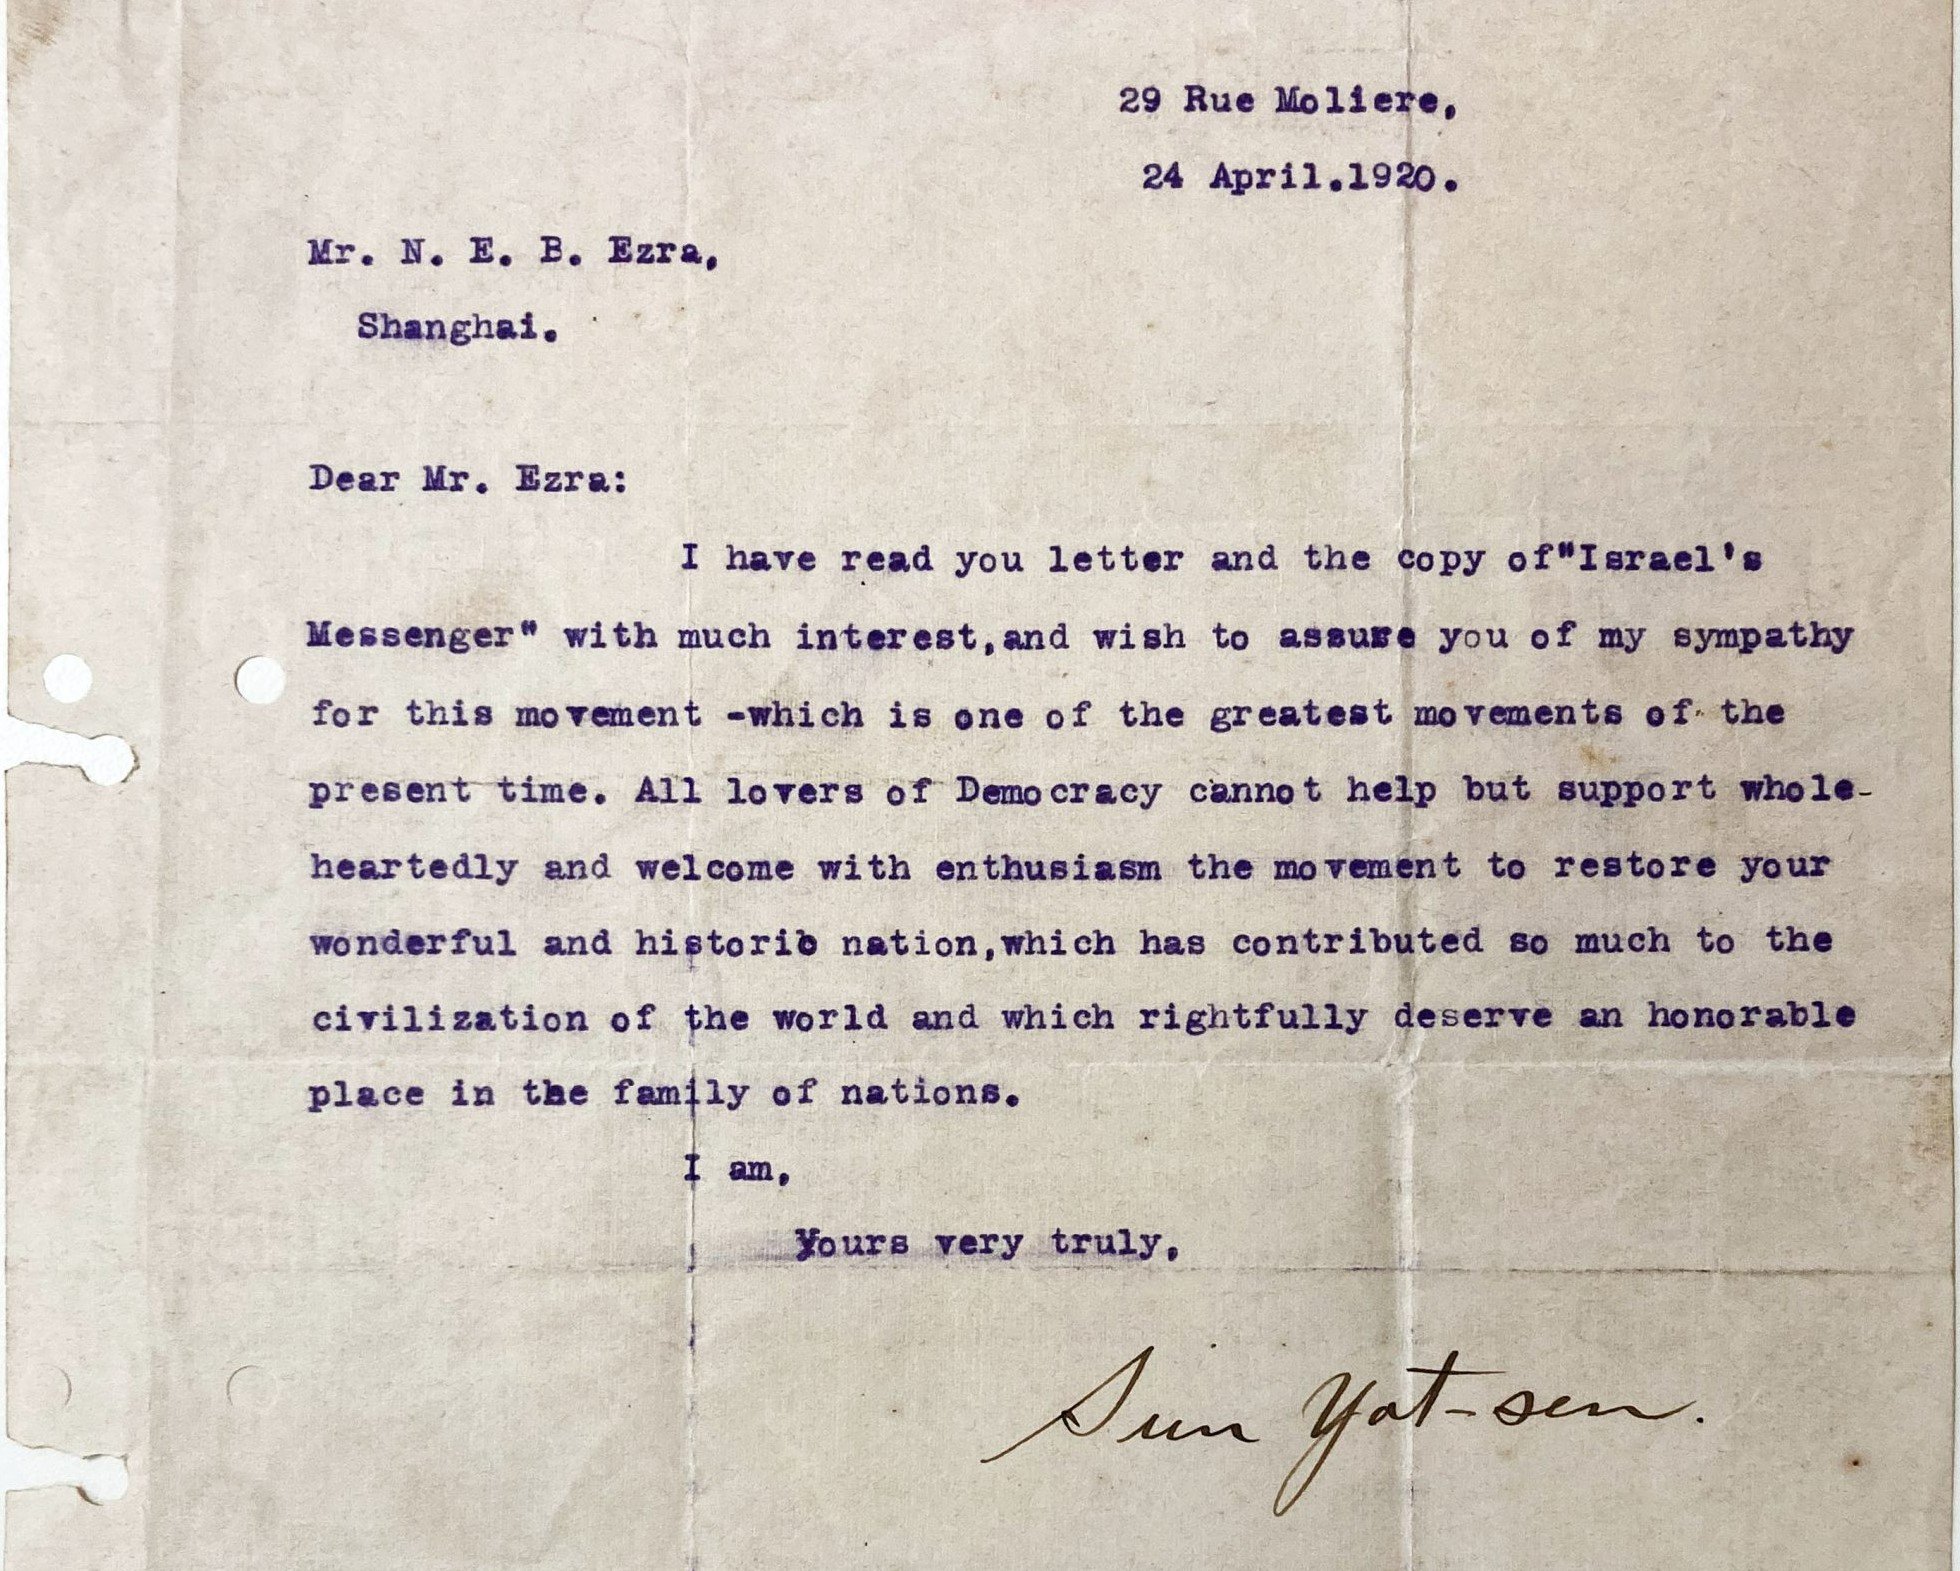 29 Rue Moliere,
24 April.1920.
Mr. N. E. B. Ezra,
Shanghai.
Dear Mr. Ezra:
I have read you letter and the copy of"Israel's
Messenger" with much interest,and wish to assure you of my sympathy
for this movement -which is one of the greatest movements of the
present time. All lovers of Democracy cannot help but support whole-
heartedly and welcome with enthusiasm the movement to restore your
wonderful and historic nation,which has contributed so much to the
civilization of the world and which rightfully deserve an honorable
place in the family of nations.
I am,
Yours very truly,
Sun Yat-sen.